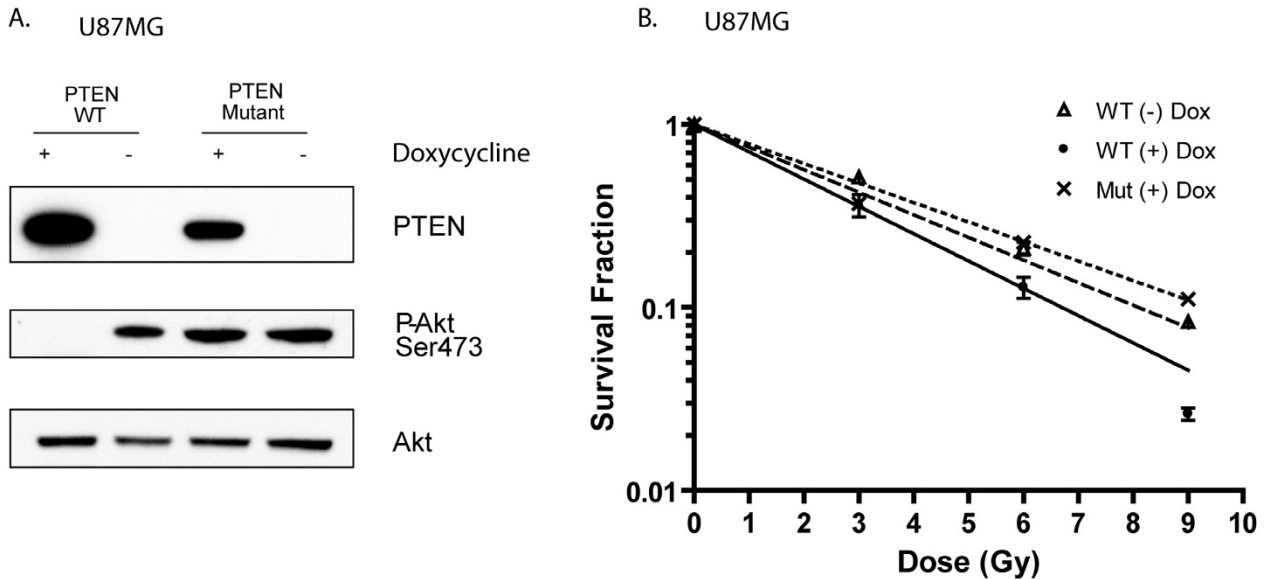 A.
U87MG
PTEN
WT
PTEN
Mutant
+ - + - Doxycycline
PTEN
P-Akt
Ser473
Akt
B.
U87MG
WT (-) Dox
WT (+) Dox
Mut (+) Dox
Survival Fraction
1
0.1
0.01
0 1 2 3 4 5 6 7 8 9 10
Dose (Gy)